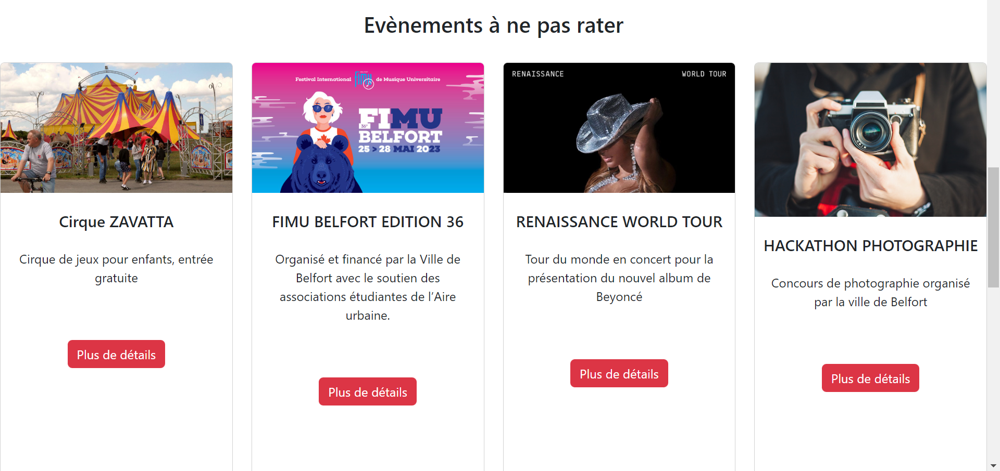 Evènements à ne pas rater
Festival International fimu de Musique Universitaire
36e
FIMU
BELFORT
25 > 28 MAI 2023
RENAISSANCE WORLD TOUR
Cirque ZAVATTA
Cirque de jeux pour enfants, entrée
gratuite
Plus de détails
FIMU BELFORT EDITION 36
Organisé et financé par la Ville de
Belfort avec le soutien des
associations étudiantes de l’Aire
urbaine.
Plus de détails
RENAISSANCE WORLD TOUR
Tour du monde en concert pour la
présentation du nouvel album de
Beyoncé
Plus de détails
HACKATHON PHOTOGRAPHIE
Concours de photographie organisé
par la ville de Belfort
Plus de détails